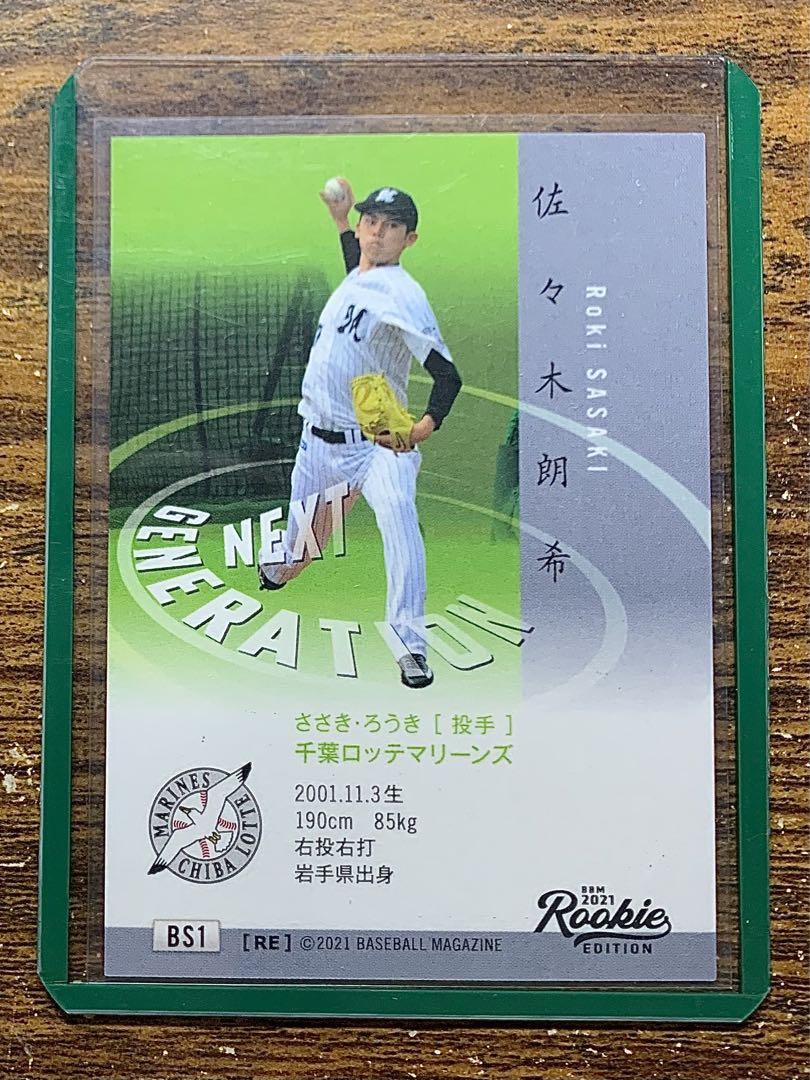 佐々木朗希
Roki SASAKI
NEXT
GENERATION
ささき・ろうき [ 投手 ]
千葉ロッテマリーンズ
MARINES
CHIBA LOTTE
2001.11.3生
190cm 85kg
右投右打
岩手県出身
BBM
2021
Rookie
EDITION
BS1 [RE] ©2021 BASEBALL MAGAZINE